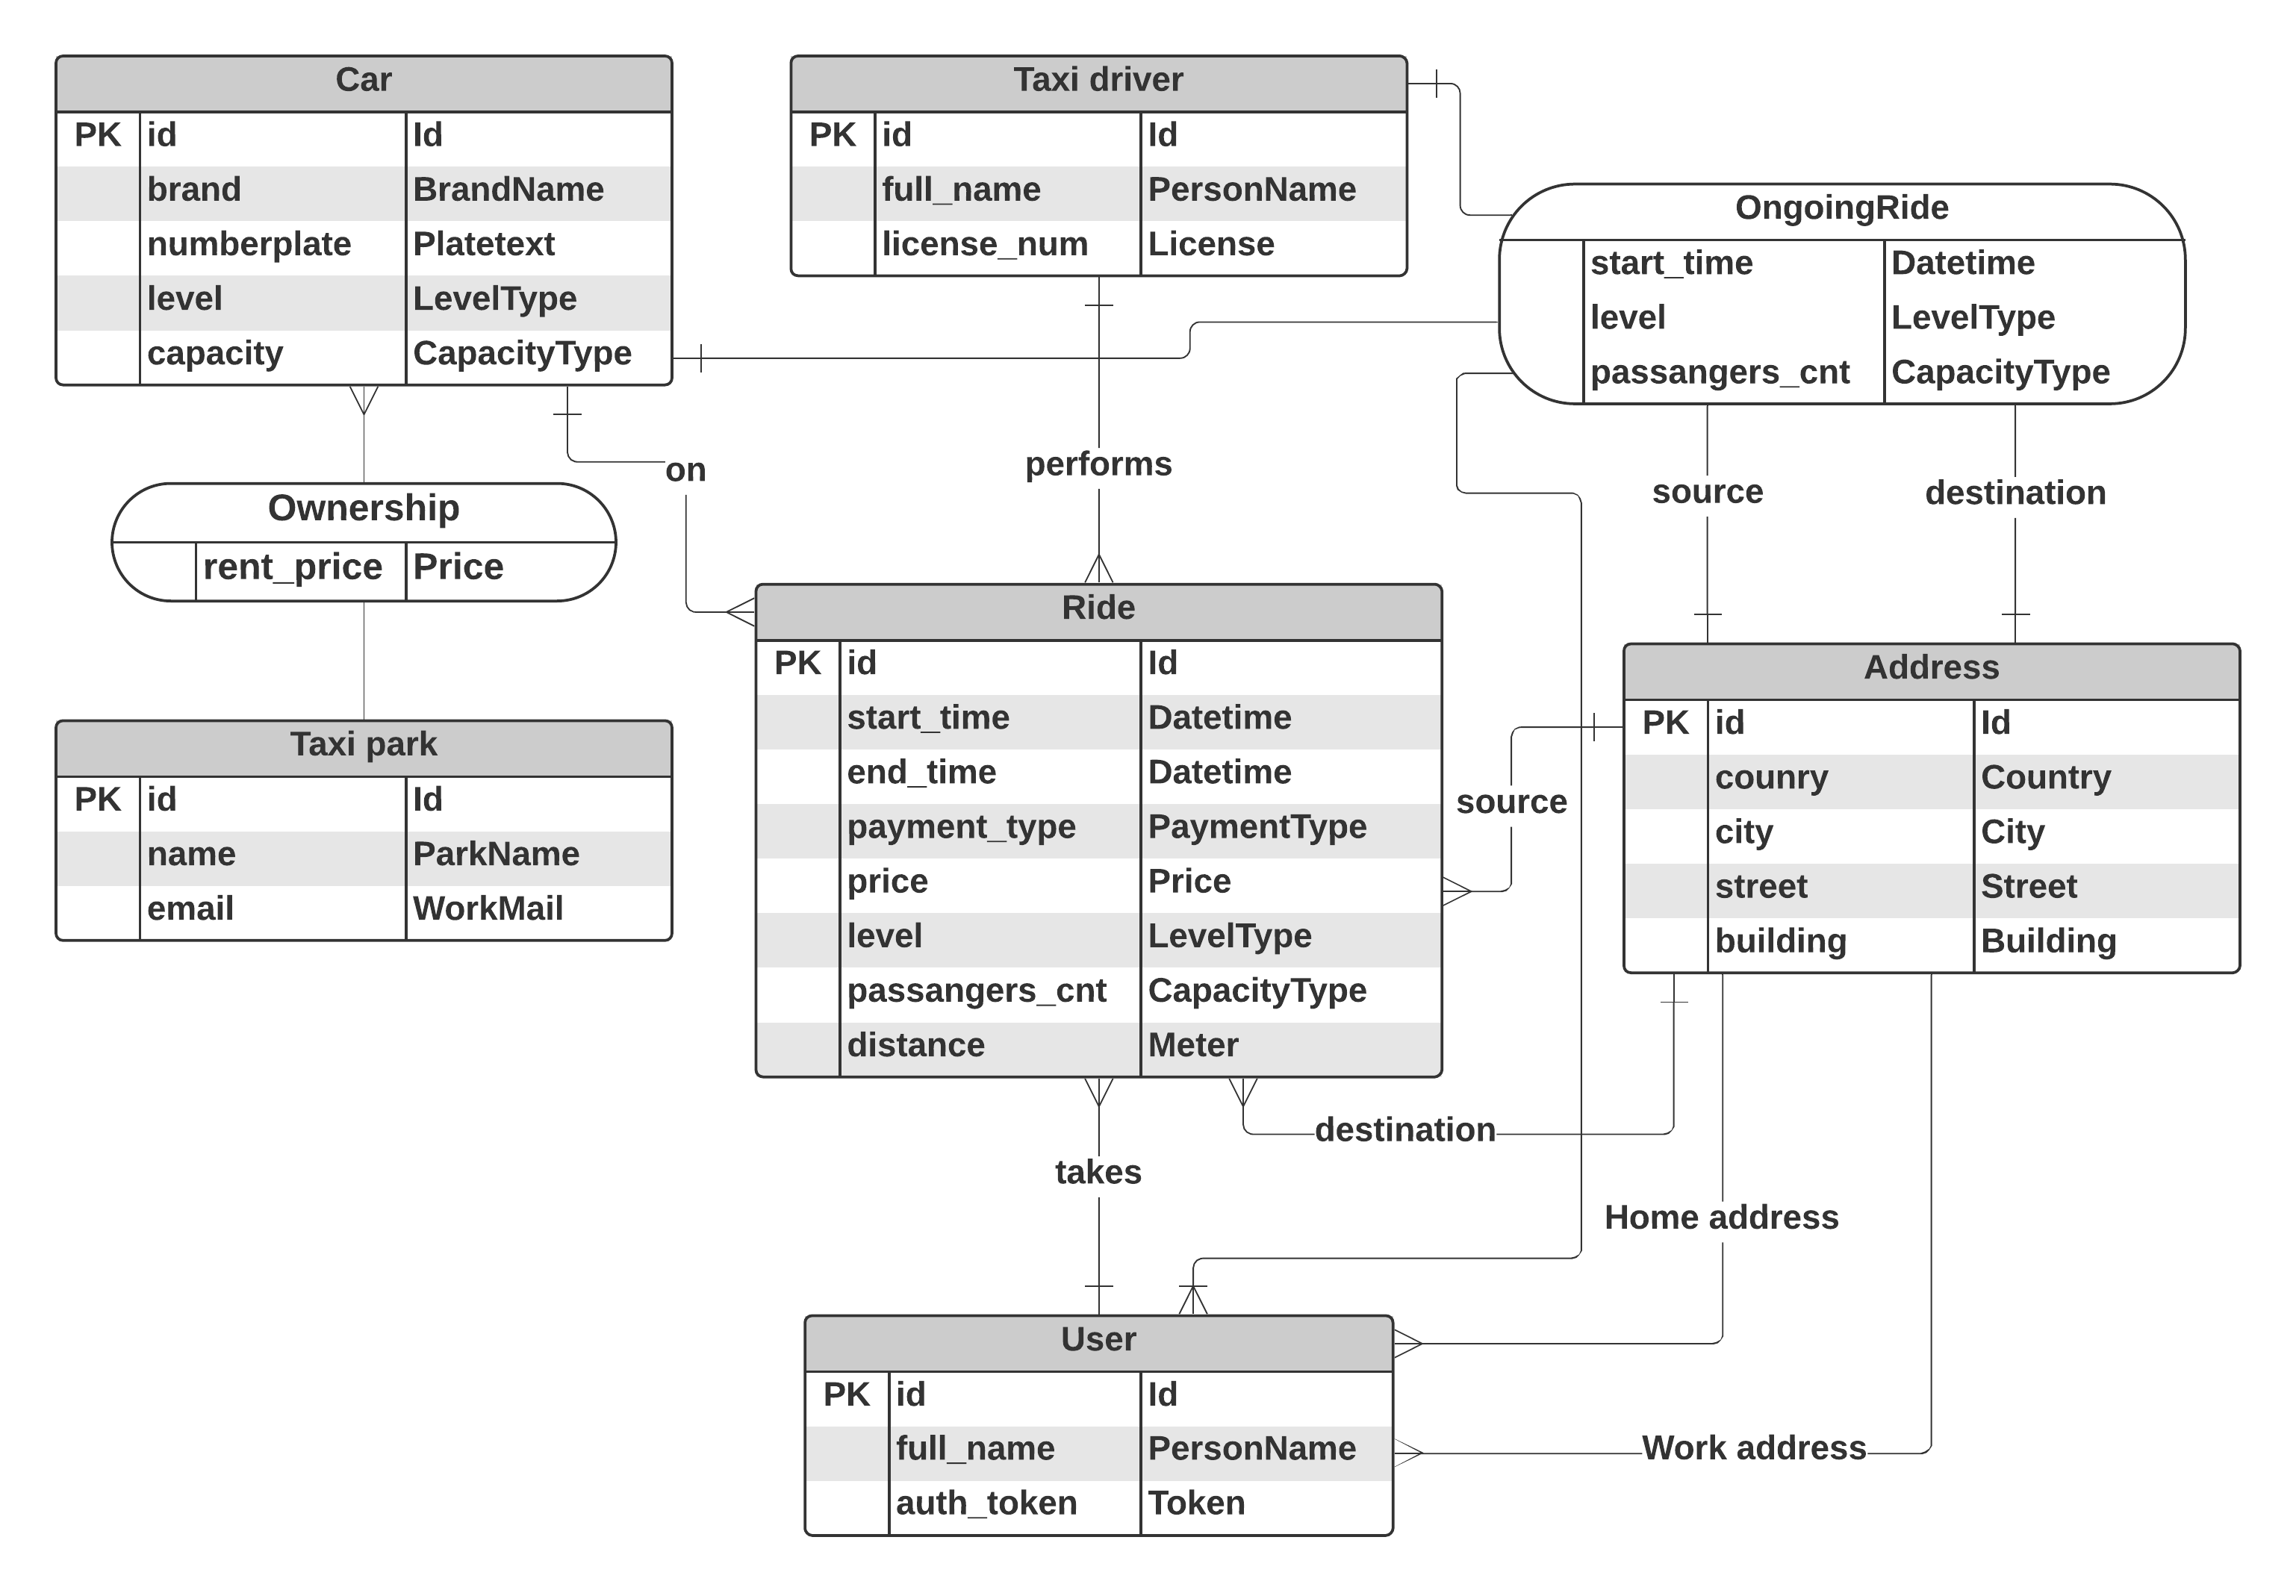 Car
PK id Id
brand BrandName
numberplate Platetext
level LevelType
capacity CapacityType
Taxi driver
PK id Id
full_name PersonName
license_num License
OngoingRide
start_time Datetime
level LevelType
passangers_cnt CapacityType
on
performs
source
destination
Ownership
rent_price Price
Taxi park
PK id Id
name ParkName
email WorkMail
Ride
PK id Id
start_time Datetime
end_time Datetime
payment_type PaymentType
price Price
level LevelType
passangers_cnt CapacityType
distance Meter
source
Address
PK id Id
counry Country
city City
street Street
building Building
destination
takes
Home address
User
PK id Id
full_name PersonName
auth_token Token
Work address